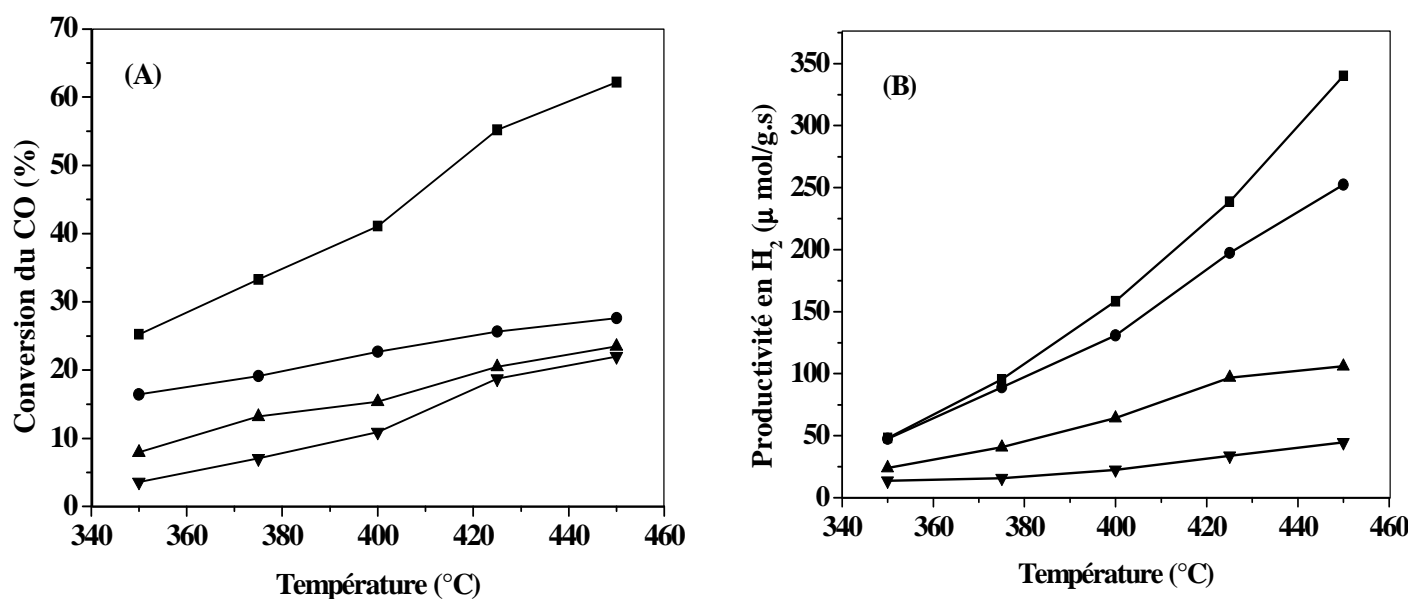 70
60
50
40
30
20
10
0
Conversion du CO (%)
(A)
340 360 380 400 420 440 460
Température (°C)
350
300
250
200
150
100
50
0
Productivité en H₂ (µ mol/g.s)
(B)
340 360 380 400 420 440 460
Température (°C)